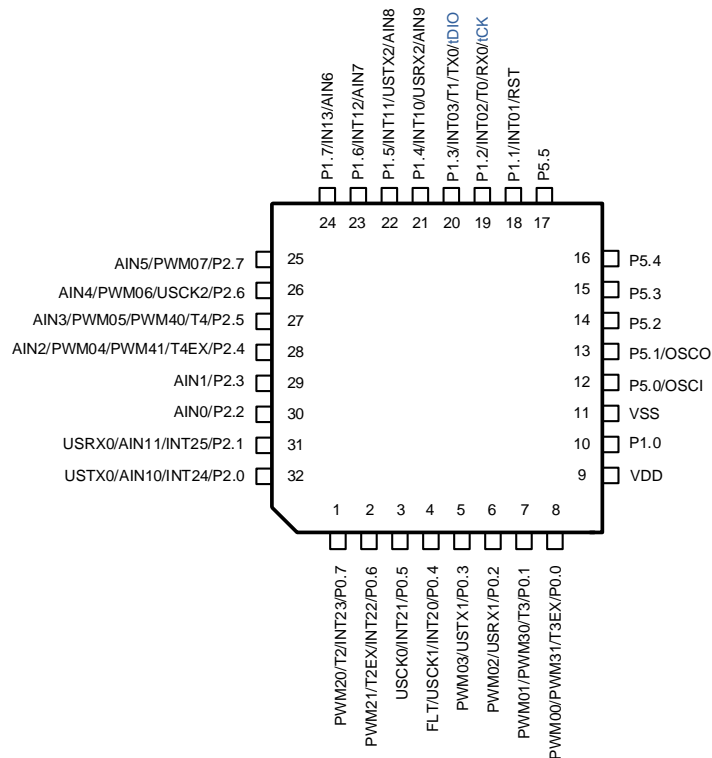 P1.7/IN13/AIN6
P1.6/INT12/AIN7
P1.5/INT11/USTX2/AIN8
P1.4/INT10/USRX2/AIN9
P1.3/INT03/T1/TX0/tDIO
P1.2/INT02/T0/RX0/tCK
P1.1/INT01/RST
P5.5
24 23 22 21 20 19 18 17
AIN5/PWM07/P2.7 25
AIN4/PWM06/USCK2/P2.6 26
AIN3/PWM05/PWM40/T4/P2.5 27
AIN2/PWM04/PWM41/T4EX/P2.4 28
AIN1/P2.3 29
AIN0/P2.2 30
USRX0/AIN11/INT25/P2.1 31
USTX0/AIN10/INT24/P2.0 32
16 P5.4
15 P5.3
14 P5.2
13 P5.1/OSCO
12 P5.0/OSCI
11 VSS
10 P1.0
9 VDD
1 2 3 4 5 6 7 8
PWM20/T2/INT23/P0.7
PWM21/T2EX/INT22/P0.6
USCK0/INT21/P0.5
FLT/USCK1/INT20/P0.4
PWM03/USTX1/P0.3
PWM02/USRX1/P0.2
PWM01/PWM30/T3/P0.1
PWM00/PWM31/T3EX/P0.0